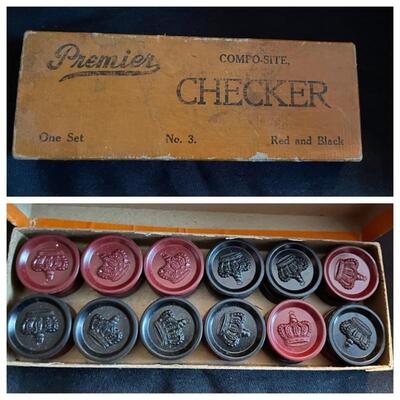 Premier
COMPO-SITE,
CHECKER
One Set No. 3. Red and Black